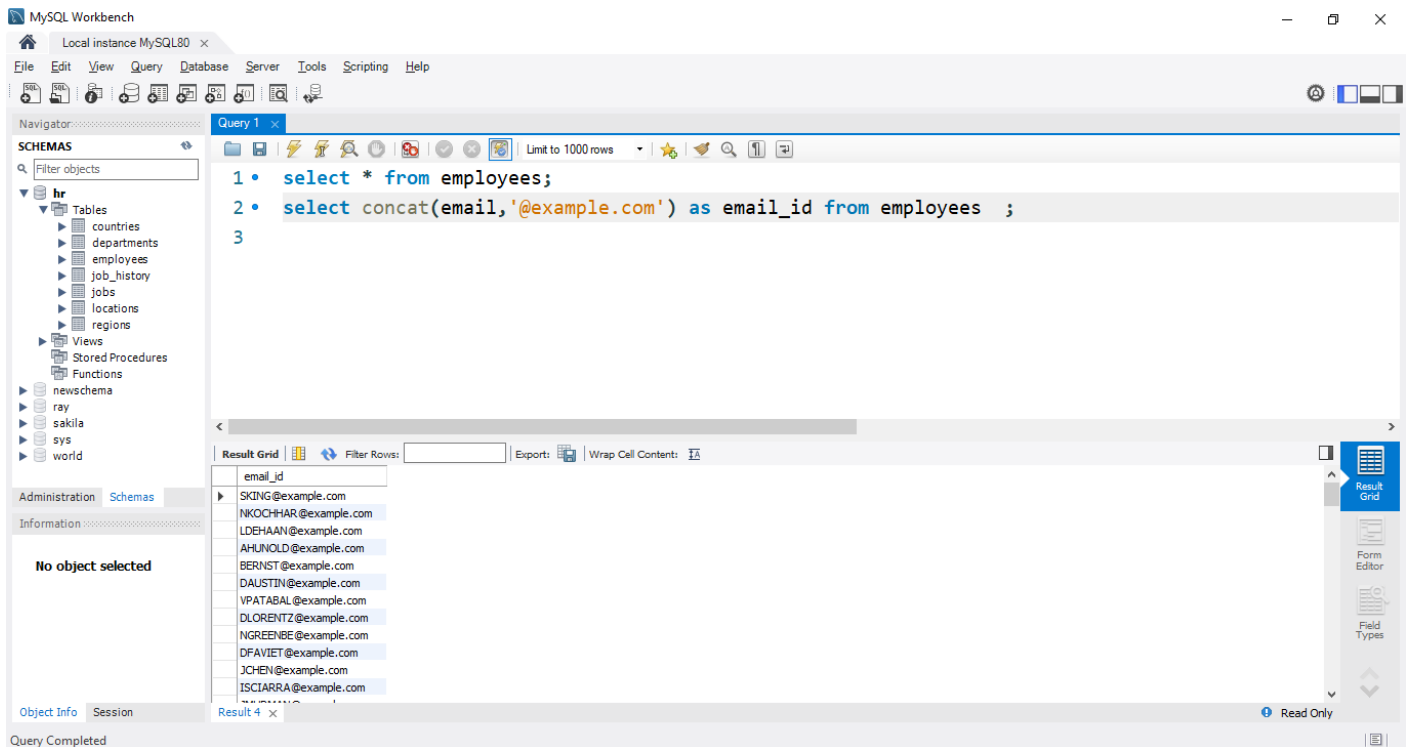 MySQL Workbench
Local instance MySQL80
File Edit View Query Database Server Tools Scripting Help
Navigator
Query 1
SCHEMAS
Limit to 1000 rows
Filter objects
1 select * from employees;
2 select concat(email,'@example.com') as email_id from employees  ;
3
hr
Tables
countries
departments
employees
job_history
jobs
locations
regions
Views
Stored Procedures
Functions
newschema
ray
sakila
sys
world
Administration Schemas
Information
No object selected
Object Info Session
Result Grid Filter Rows: Export: Wrap Cell Content:
email_id
SKING@example.com
NKOCHHAR@example.com
LDEHAAN@example.com
AHUNOLD@example.com
BERNST@example.com
DAUSTIN@example.com
VPATABAL@example.com
DLORENTZ@example.com
NGREENBE@example.com
DFAVIET@example.com
JCHEN@example.com
ISCIARRA@example.com
Result
Grid
Form
Editor
Field
Types
Result 4
Read Only
Query Completed